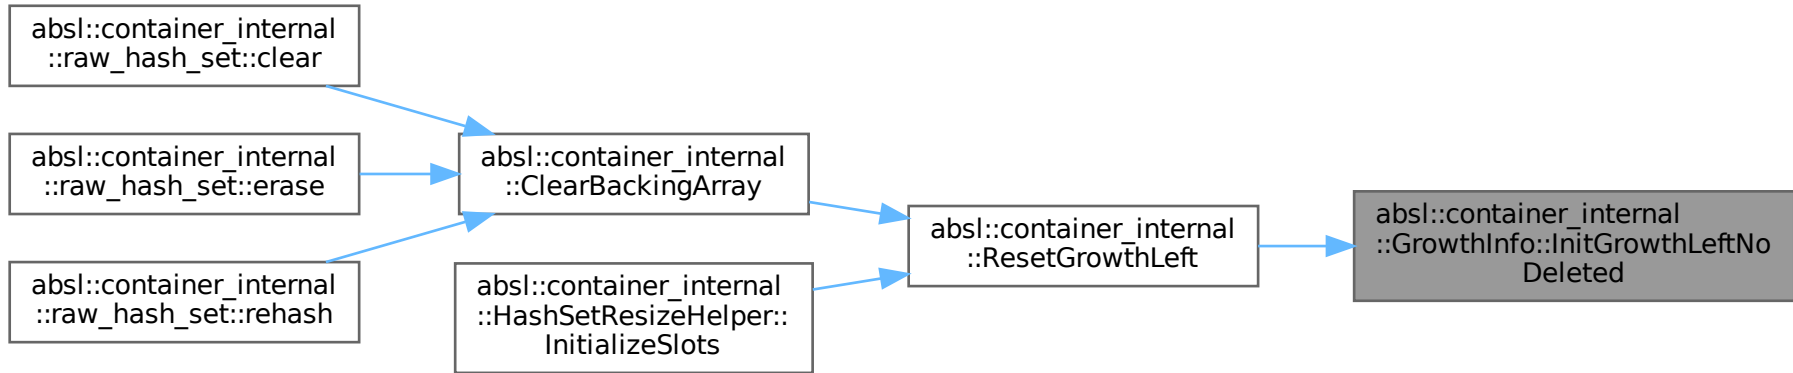 absl::container_internal
::raw_hash_set::clear
absl::container_internal
::raw_hash_set::erase
absl::container_internal
::raw_hash_set::rehash
absl::container_internal
::ClearBackingArray
absl::container_internal
::HashSetResizeHelper::
InitializeSlots
absl::container_internal
::ResetGrowthLeft
absl::container_internal
::GrowthInfo::InitGrowthLeftNo
Deleted